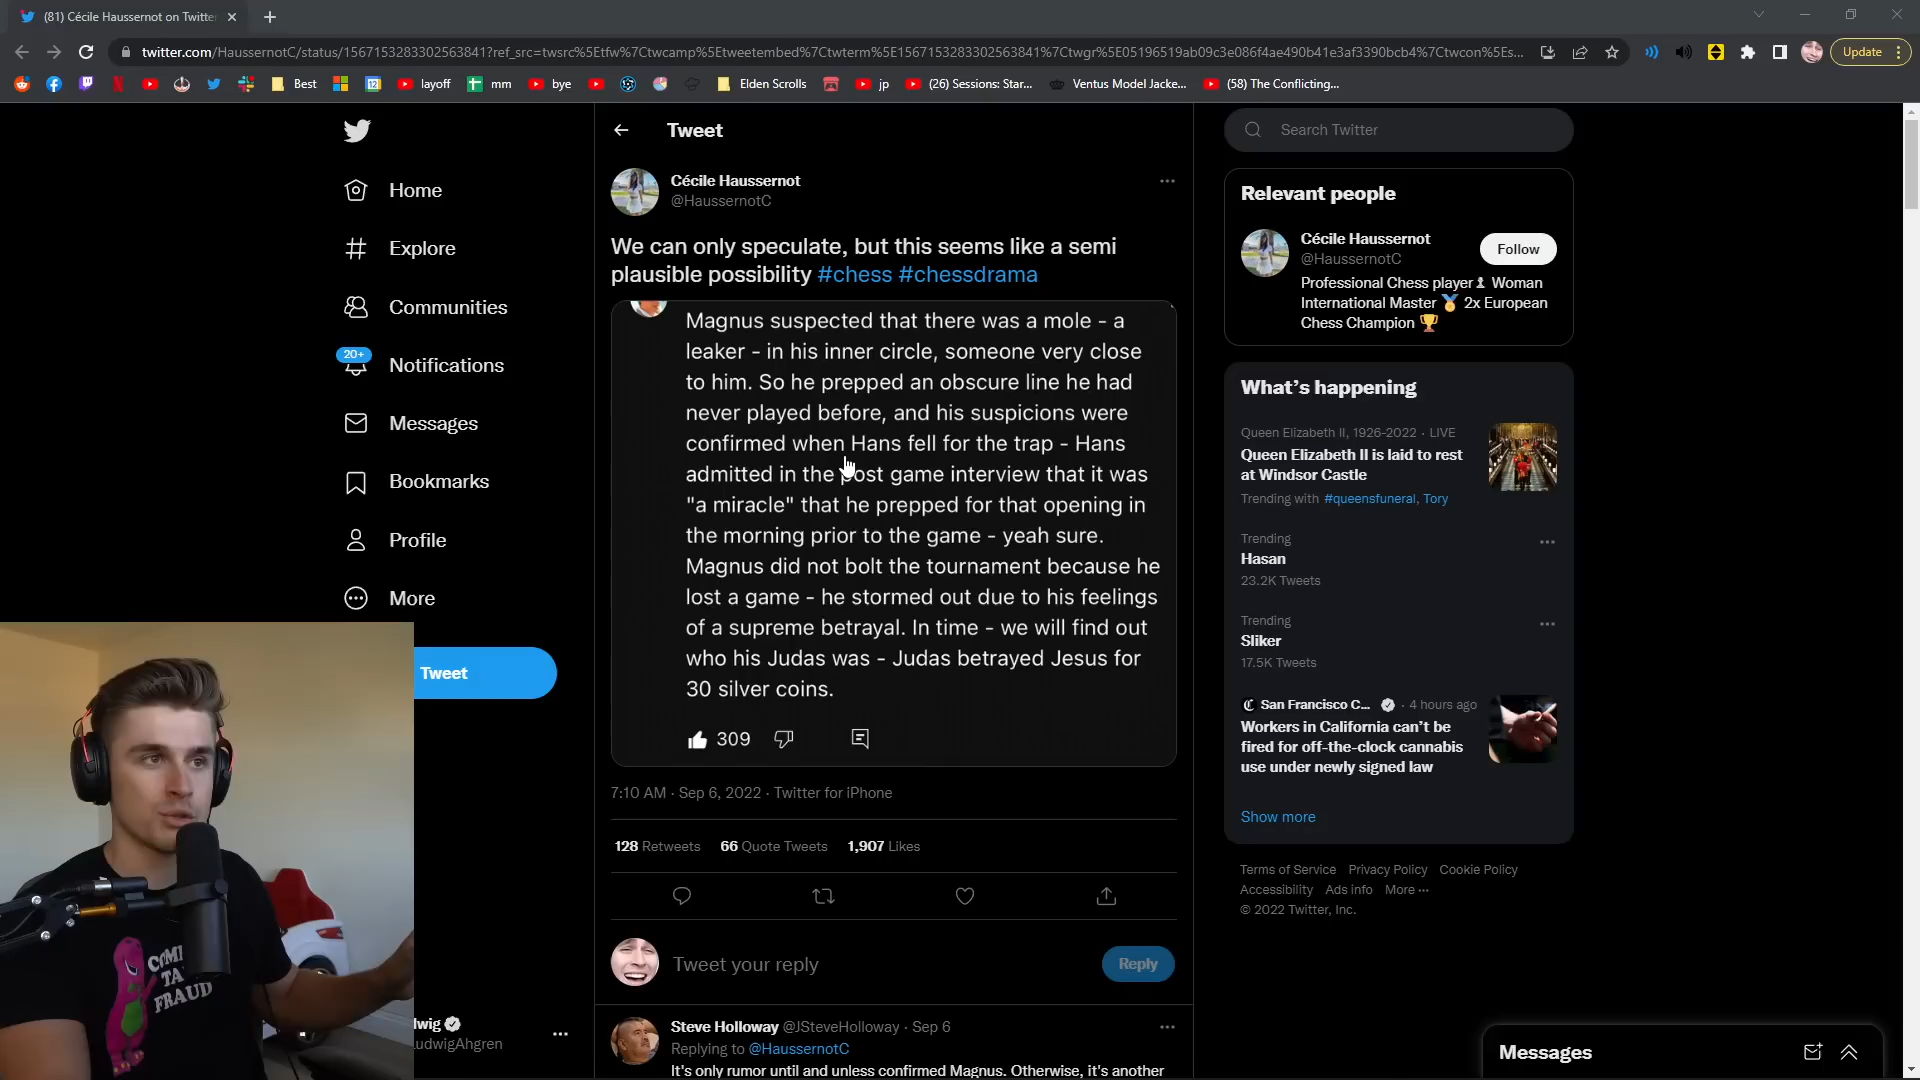 (81) Cécile Haussernot on Twitter
twitter.com/HaussernotC/status/1567153283302563841?ref_src=twsrc%5Etfw%7Ctwcamp%5Etweetembed%7Ctwterm%5E1567153283302563841%7Ctwgr%5E05196519ab09c3e086f4ae490b41e3af3390bcb4%7Ctwcon%5Es...
Update
Best
layoff
mm
bye
Elden Scrolls
jp
(26) Sessions: Star...
Ventus Model Jacke...
(58) The Conflicting...
Home
Explore
Communities
20+
Notifications
Messages
Bookmarks
Profile
More
Tweet
COMMI
TA
FRAUD
dwig
LudwigAhgren
Tweet
Cécile Haussernot
@HaussernotC
We can only speculate, but this seems like a semi
plausible possibility #chess #chessdrama
Magnus suspected that there was a mole - a
leaker - in his inner circle, someone very close
to him. So he prepped an obscure line he had
never played before, and his suspicions were
confirmed when Hans fell for the trap - Hans
admitted in the post game interview that it was
"a miracle" that he prepped for that opening in
the morning prior to the game - yeah sure.
Magnus did not bolt the tournament because he
lost a game - he stormed out due to his feelings
of a supreme betrayal. In time - we will find out
who his Judas was - Judas betrayed Jesus for
30 silver coins.
309
7:10 AM · Sep 6, 2022 · Twitter for iPhone
128 Retweets 66 Quote Tweets 1,907 Likes
Tweet your reply
Reply
Steve Holloway @JSteveHolloway · Sep 6
Replying to @HaussernotC
It's only rumor until and unless confirmed Magnus. Otherwise, it's another
Search Twitter
Relevant people
Cécile Haussernot
@HaussernotC
Follow
Professional Chess player Woman
International Master 2x European
Chess Champion
What's happening
Queen Elizabeth II, 1926-2022 · LIVE
Queen Elizabeth II is laid to rest
at Windsor Castle
Trending with #queensfuneral, Tory
Trending
Hasan
23.2K Tweets
Trending
Sliker
17.5K Tweets
San Francisco C... · 4 hours ago
Workers in California can't be
fired for off-the-clock cannabis
use under newly signed law
Show more
Terms of Service Privacy Policy Cookie Policy
Accessibility Ads info More ···
© 2022 Twitter, Inc.
Messages